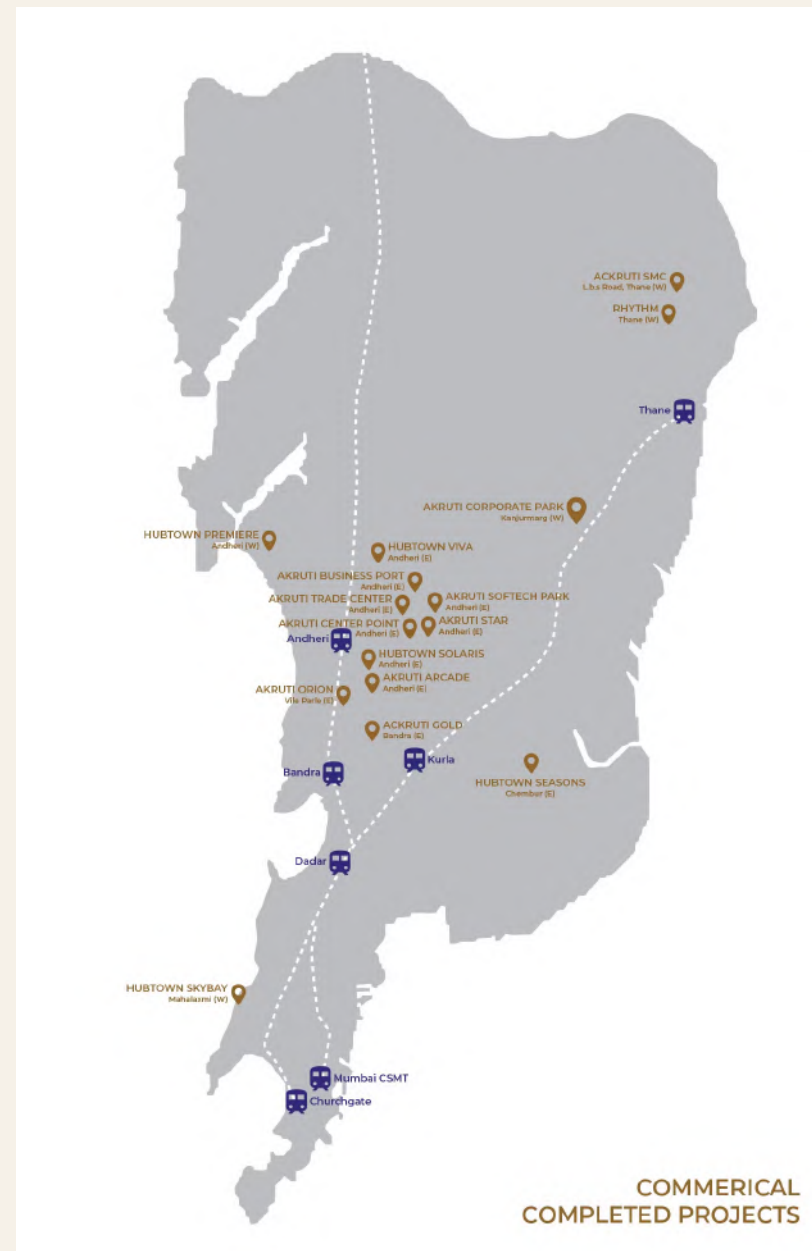 ACKRUTI SMC
L.b.s Road, Thane (W)
RHYTHM
Thane (W)
Thane
AKRUTI CORPORATE PARK
Kanjurmarg (W)
HUBTOWN PREMIERE
Andheri (W)
HUBTOWN VIVA
Andheri (E)
AKRUTI BUSINESS PORT
Andheri (E)
AKRUTI TRADE CENTER
Andheri (E)
AKRUTI SOFTECH PARK
Andheri (E)
AKRUTI CENTER POINT
Andheri (E)
AKRUTI STAR
Andheri (E)
Andheri
HUBTOWN SOLARIS
Andheri (E)
AKRUTI ARCADE
Andheri (E)
AKRUTI ORION
Vile Parle (E)
ACKRUTI GOLD
Bandra (E)
Kurla
Bandra
HUBTOWN SEASONS
Chembur (E)
Dadar
HUBTOWN SKYBAY
Mahalaxmi (W)
Mumbai CSMT
Churchgate
COMMERICAL
COMPLETED PROJECTS